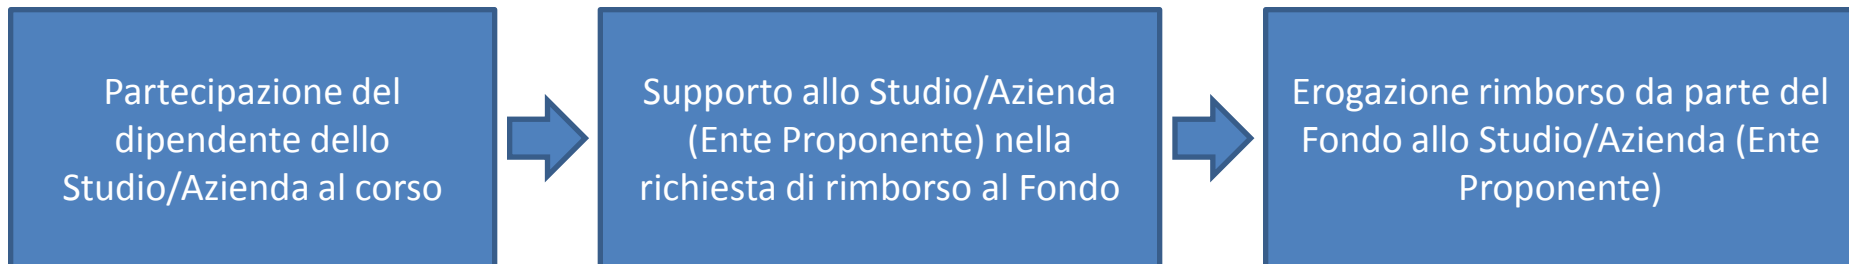 Partecipazione del
dipendente dello
Studio/Azienda al corso
Supporto allo Studio/Azienda
(Ente Proponente) nella
richiesta di rimborso al Fondo
Erogazione rimborso da parte del
Fondo allo Studio/Azienda (Ente
Proponente)